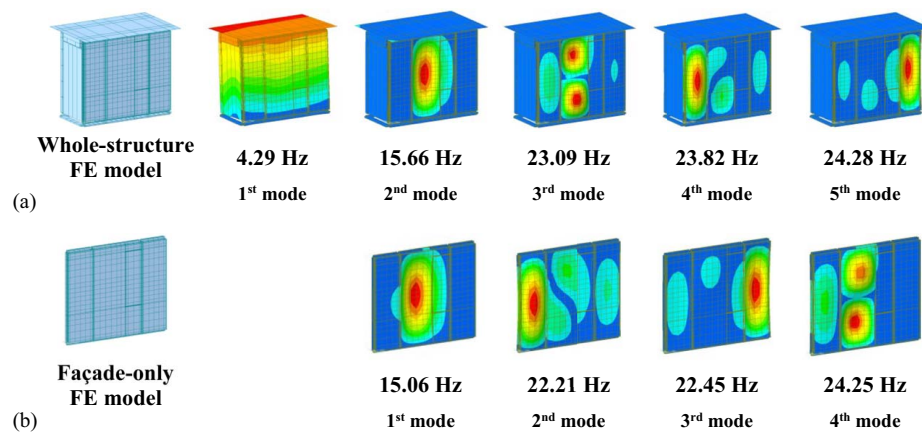 Whole-structure
FE model
4.29 Hz
15.66 Hz
23.09 Hz
23.82 Hz
24.28 Hz
(a)
1st mode
2nd mode
3rd mode
4th mode
5th mode
Façade-only
FE model
15.06 Hz
22.21 Hz
22.45 Hz
24.25 Hz
(b)
1st mode
2nd mode
3rd mode
4th mode